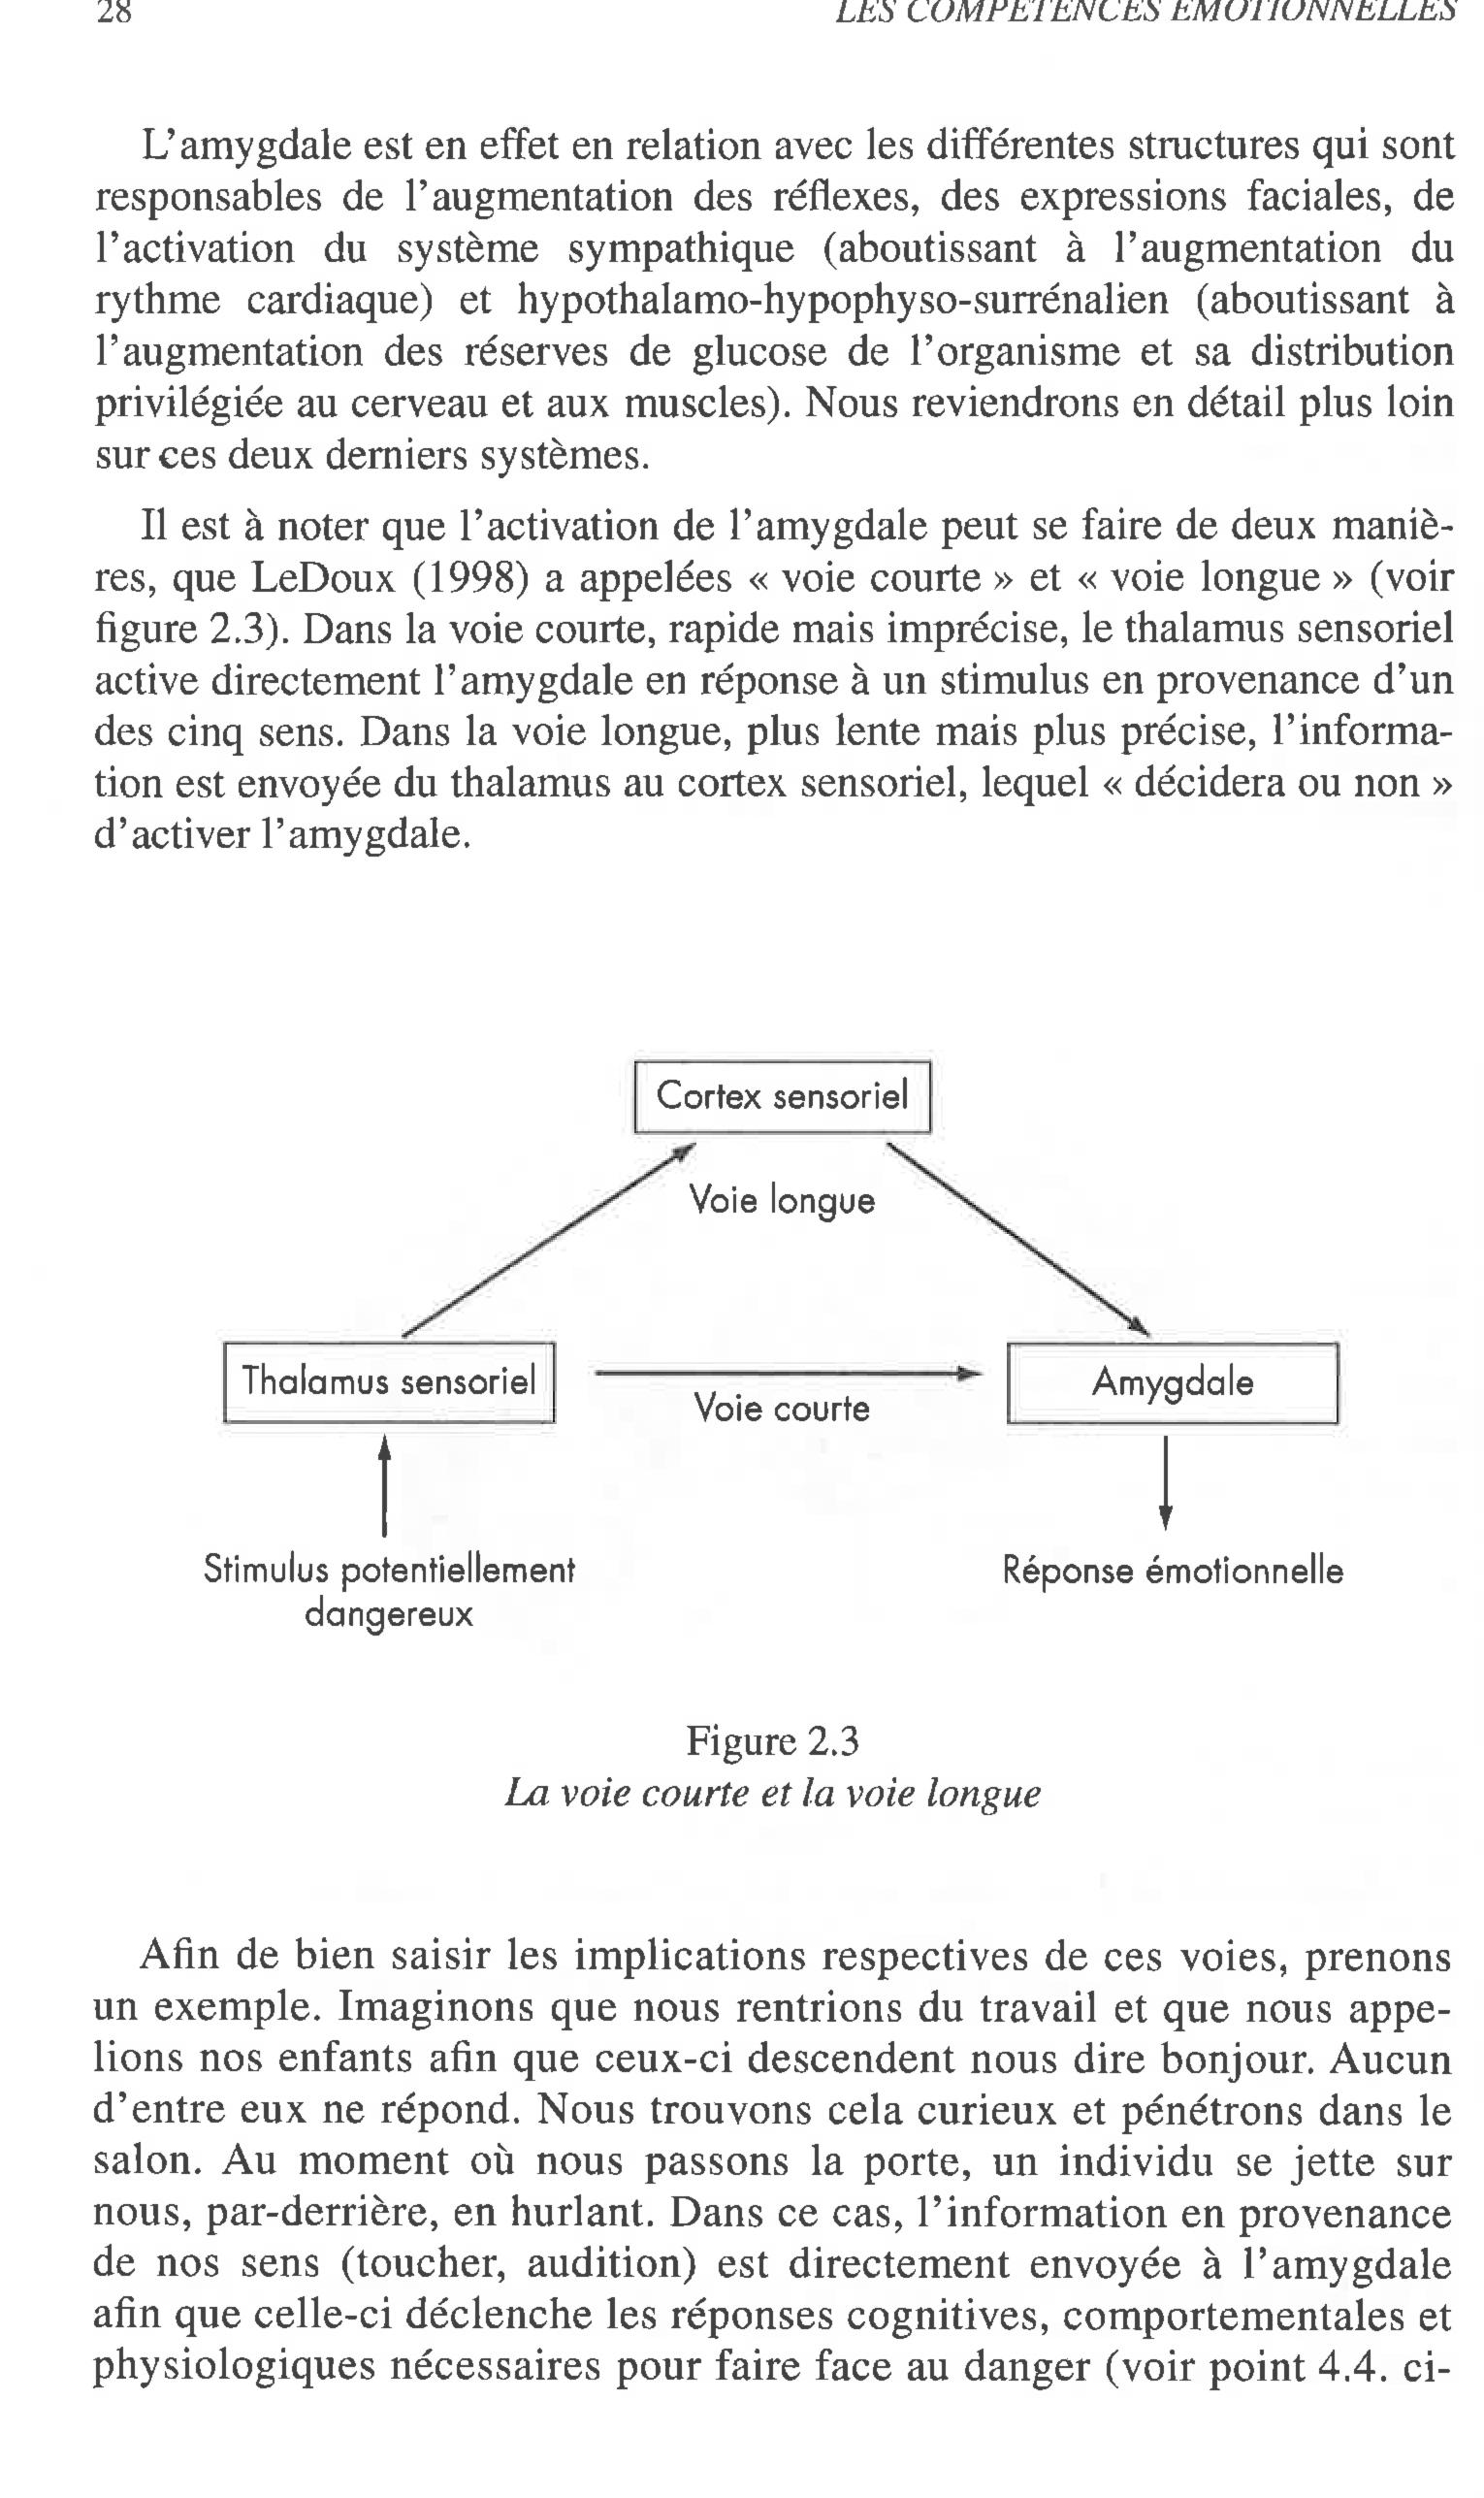 28
LES COMPÉTENCES ÉMOTIONNELLES
L'amygdale est en effet en relation avec les différentes structures qui sont
responsables de l'augmentation des réflexes, des expressions faciales, de
l'activation du système sympathique (aboutissant à l'augmentation du
rythme cardiaque) et hypothalamo-hypophyso-surrénalien (aboutissant à
l'augmentation des réserves de glucose de l'organisme et sa distribution
privilégiée au cerveau et aux muscles). Nous reviendrons en détail plus loin
sur ces deux derniers systèmes.
Il est à noter que l'activation de l'amygdale peut se faire de deux maniè-
res, que LeDoux (1998) a appelées « voie courte » et « voie longue » (voir
figure 2.3). Dans la voie courte, rapide mais imprécise, le thalamus sensoriel
active directement l'amygdale en réponse à un stimulus en provenance d'un
des cinq sens. Dans la voie longue, plus lente mais plus précise, l'informa-
tion est envoyée du thalamus au cortex sensoriel, lequel « décidera ou non »
d'activer l'amygdale.
Cortex sensoriel
Voie longue
Thalamus sensoriel
Voie courte
Amygdale
Stimulus potentiellement
dangereux
Réponse émotionnelle
Figure 2.3
La voie courte et la voie longue
Afin de bien saisir les implications respectives de ces voies, prenons
un exemple. Imaginons que nous rentrions du travail et que nous appe-
lions nos enfants afin que ceux-ci descendent nous dire bonjour. Aucun
d'entre eux ne répond. Nous trouvons cela curieux et pénétrons dans le
salon. Au moment où nous passons la porte, un individu se jette sur
nous, par-derrière, en hurlant. Dans ce cas, l'information en provenance
de nos sens (toucher, audition) est directement envoyée à l'amygdale
afin que celle-ci déclenche les réponses cognitives, comportementales et
physiologiques nécessaires pour faire face au danger (voir point 4.4. ci-